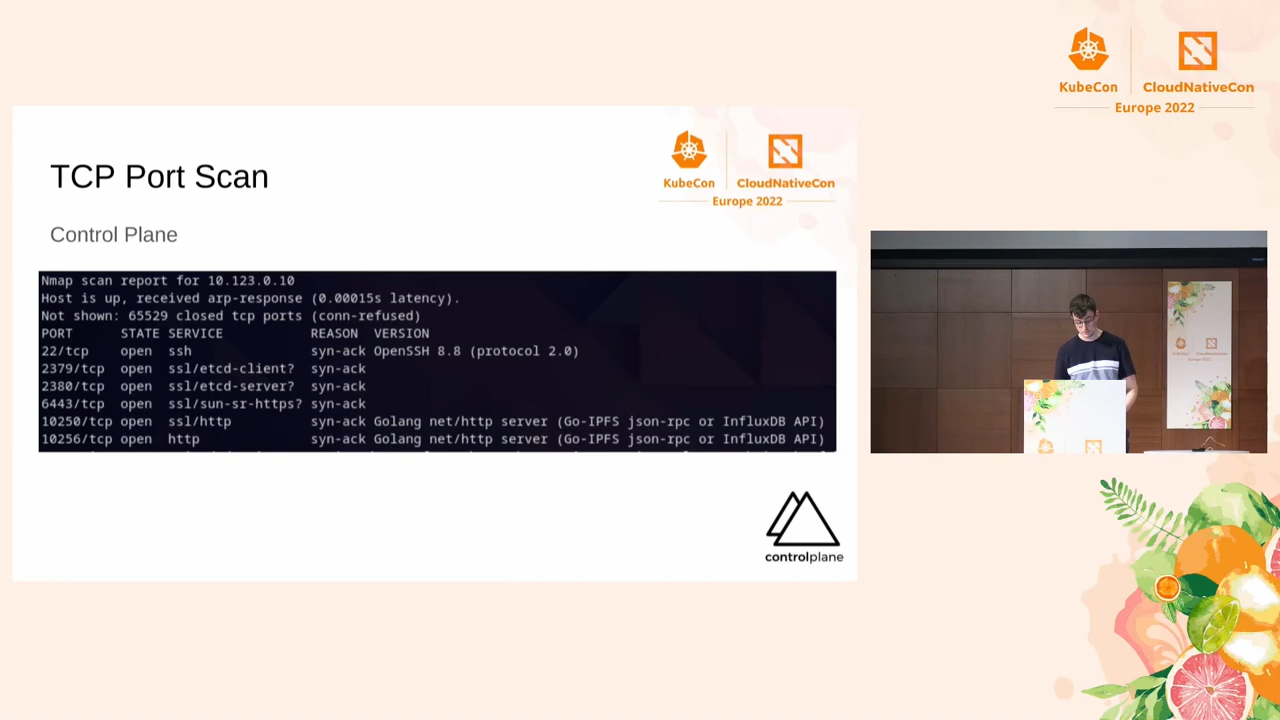 KubeCon
CloudNativeCon
Europe 2022
TCP Port Scan
KubeCon
CloudNativeCon
Europe 2022
Control Plane
Nmap scan report for 10.123.0.10
Host is up, received arp-response (0.00015s latency).
Not shown: 65529 closed tcp ports (conn-refused)
PORT STATE SERVICE REASON VERSION
22/tcp open ssh syn-ack OpenSSH 8.8 (protocol 2.0)
2379/tcp open ssl/etcd-client? syn-ack
2380/tcp open ssl/etcd-server? syn-ack
6443/tcp open ssl/sun-sr-https? syn-ack
10250/tcp open ssl/http syn-ack Golang net/http server (Go-IPFS json-rpc or InfluxDB API)
10256/tcp open http syn-ack Golang net/http server (Go-IPFS json-rpc or InfluxDB API)
controlplane